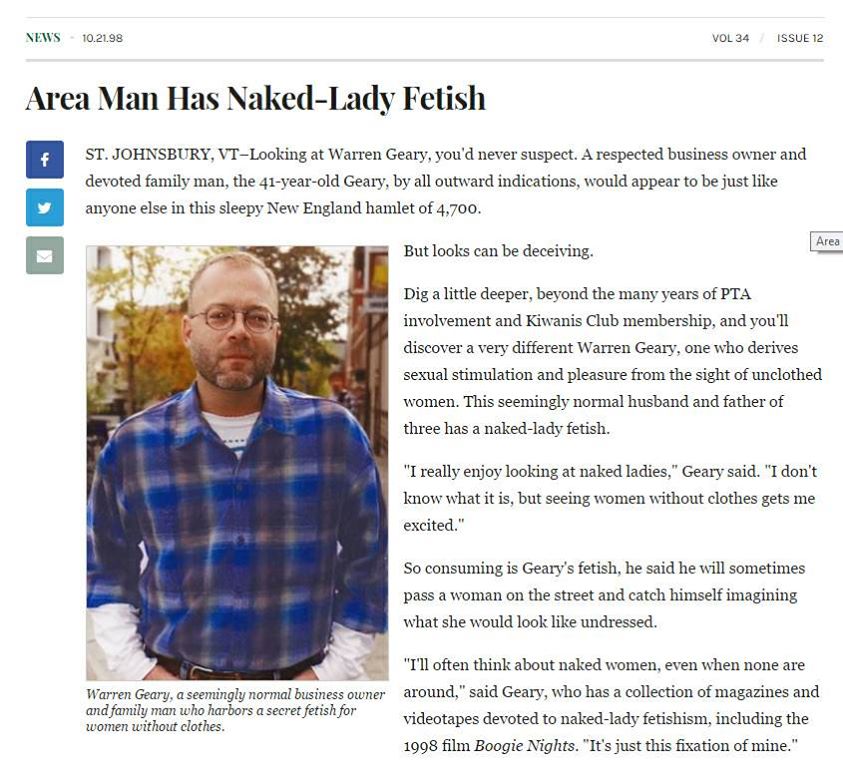 NEWS - 10.21.98
VOL 34 / ISSUE 12
Area Man Has Naked-Lady Fetish
ST. JOHNSBURY, VT–Looking at Warren Geary, you'd never suspect. A respected business owner and
devoted family man, the 41-year-old Geary, by all outward indications, would appear to be just like
anyone else in this sleepy New England hamlet of 4,700.
Area
But looks can be deceiving.
Dig a little deeper, beyond the many years of PTA
involvement and Kiwanis Club membership, and you'll
discover a very different Warren Geary, one who derives
sexual stimulation and pleasure from the sight of unclothed
women. This seemingly normal husband and father of
three has a naked-lady fetish.
"I really enjoy looking at naked ladies," Geary said. "I don't
know what it is, but seeing women without clothes gets me
excited."
So consuming is Geary's fetish, he said he will sometimes
pass a woman on the street and catch himself imagining
what she would look like undressed.
"I'll often think about naked women, even when none are
around," said Geary, who has a collection of magazines and
videotapes devoted to naked-lady fetishism, including the
1998 film Boogie Nights. "It's just this fixation of mine."
Warren Geary, a seemingly normal business owner
and family man who harbors a secret fetish for
women without clothes.